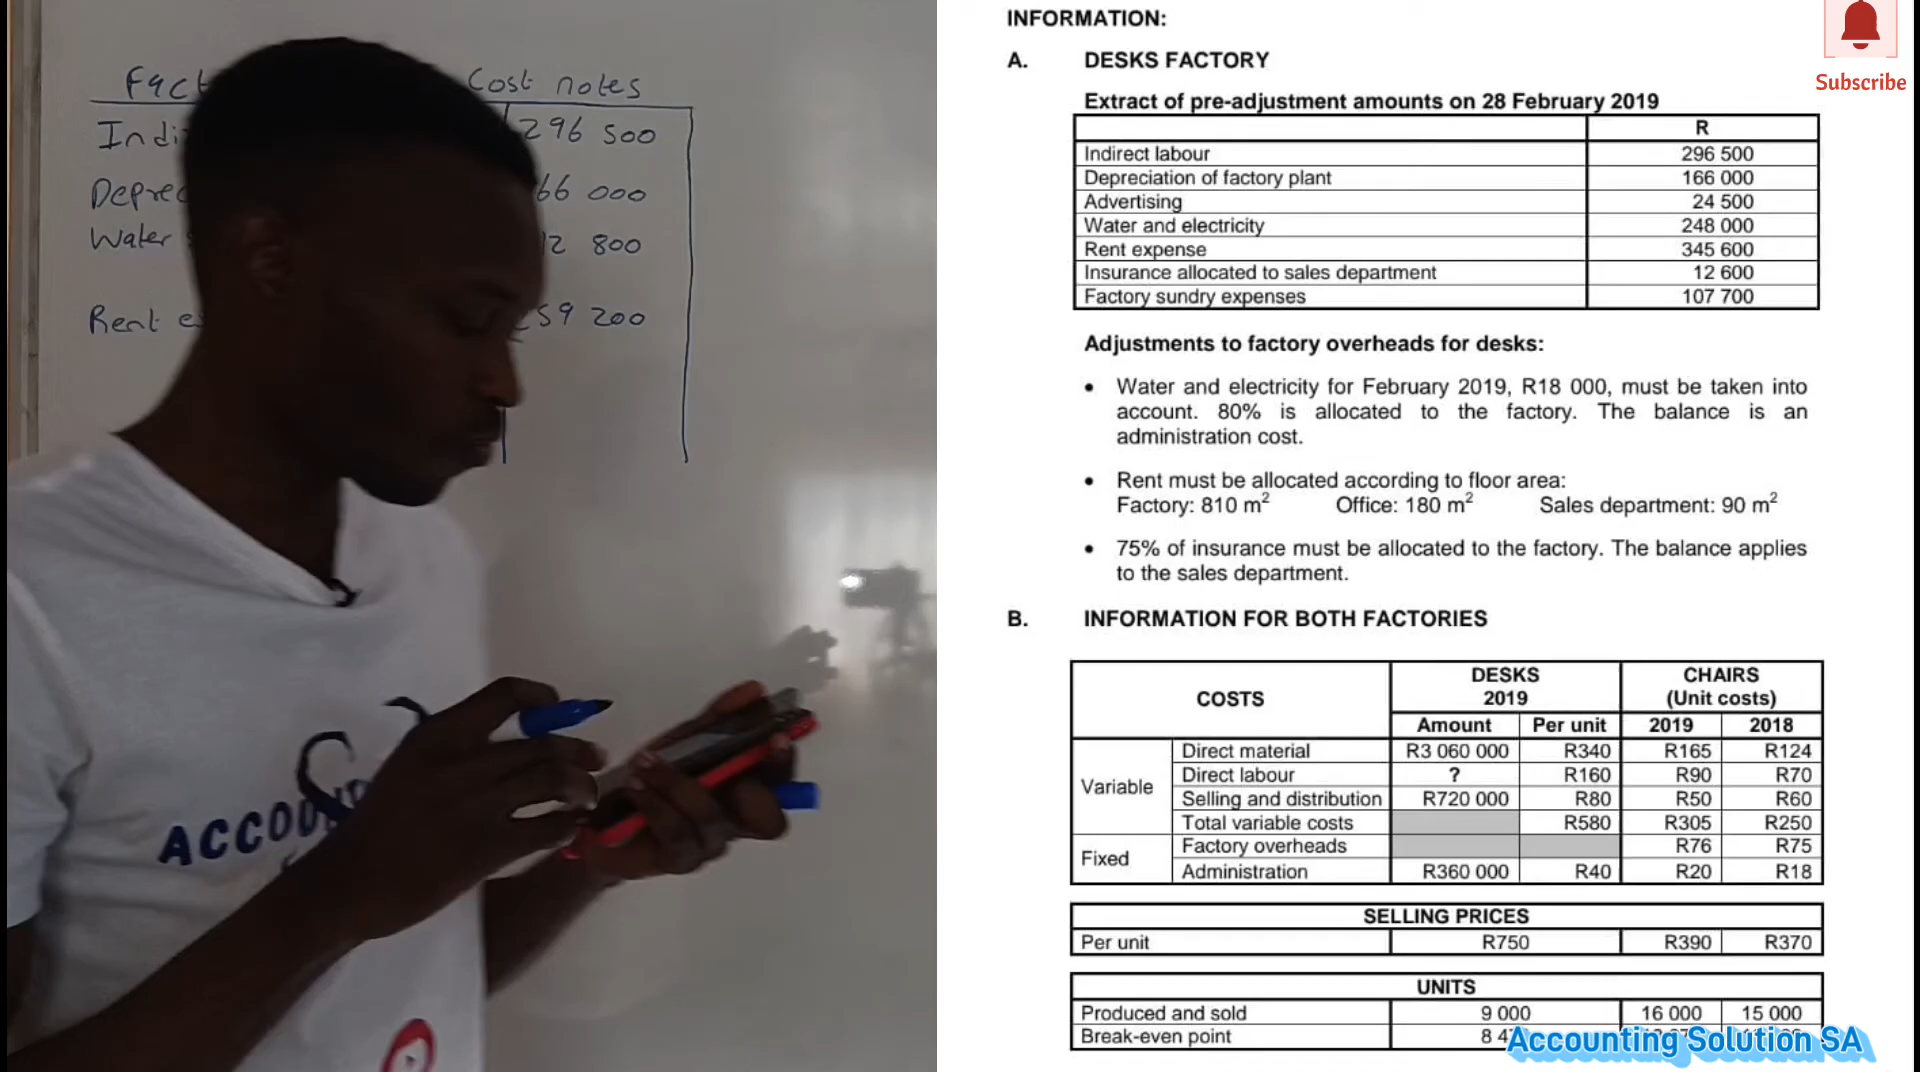 Cost notes
296 500
Water
12 800
Rent
59 200
ACCOUN
INFORMATION:
A. DESKS FACTORY
Extract of pre-adjustment amounts on 28 February 2019
R
Indirect labour 296 500
Depreciation of factory plant 166 000
Advertising 24 500
Water and electricity 248 000
Rent expense 345 600
Insurance allocated to sales department 12 600
Factory sundry expenses 107 700
Adjustments to factory overheads for desks:
• Water and electricity for February 2019, R18 000, must be taken into
account. 80% is allocated to the factory. The balance is an
administration cost.
• Rent must be allocated according to floor area:
Factory: 810 m² Office: 180 m² Sales department: 90 m²
• 75% of insurance must be allocated to the factory. The balance applies
to the sales department.
B. INFORMATION FOR BOTH FACTORIES
COSTS DESKS 2019 CHAIRS (Unit costs)
Amount Per unit 2019 2018
Variable Direct material R3 060 000 R340 R165 R124
Direct labour ? R160 R90 R70
Selling and distribution R720 000 R80 R50 R60
Total variable costs R580 R305 R250
Fixed Factory overheads R76 R75
Administration R360 000 R40 R20 R18
SELLING PRICES
Per unit R750 R390 R370
UNITS
Produced and sold 9 000 16 000 15 000
Break-even point 8 4
Subscribe
Accounting Solution SA